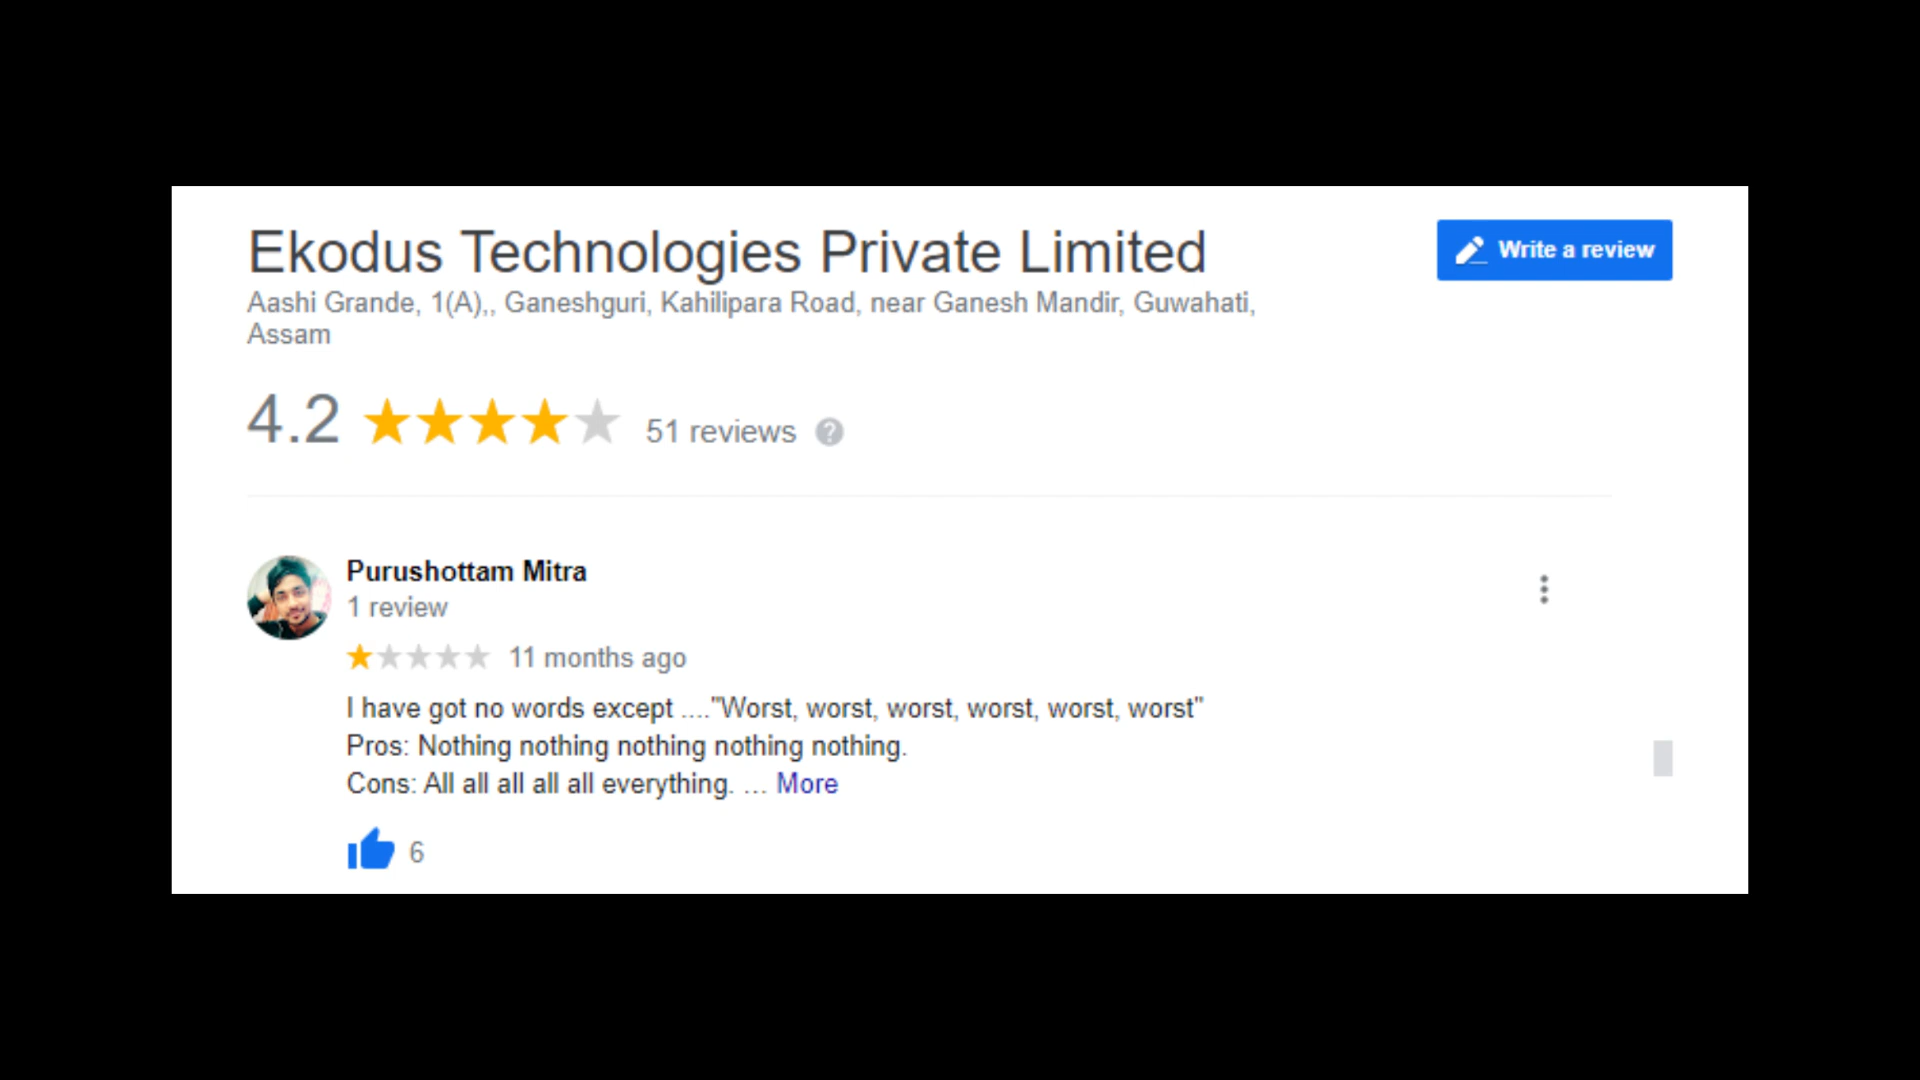 Ekodus Technologies Private Limited
Write a review
Aashi Grande, 1(A),, Ganeshguri, Kahilipara Road, near Ganesh Mandir, Guwahati,
Assam
4.2 51 reviews ?
Purushottam Mitra
1 review
11 months ago
I have got no words except ...."Worst, worst, worst, worst, worst, worst"
Pros: Nothing nothing nothing nothing nothing.
Cons: All all all all all everything. ... More
6